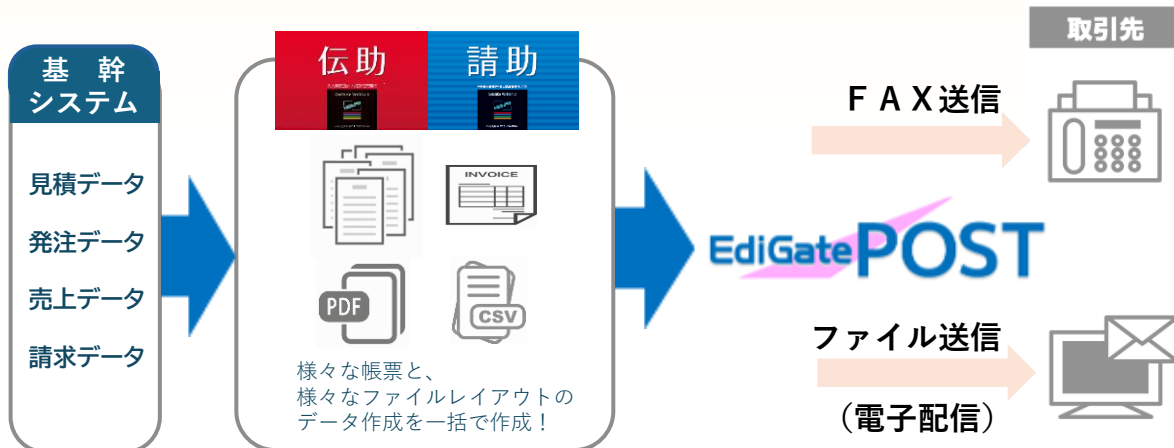 基 幹
システム
見積データ
発注データ
売上データ
請求データ
伝助
請助
INVOICE
PDF
CSV
様々な帳票と、
様々なファイルレイアウトの
データ作成を一括で作成！
EdiGatePOST
取引先
ＦＡＸ送信
ファイル送信
（電子配信）